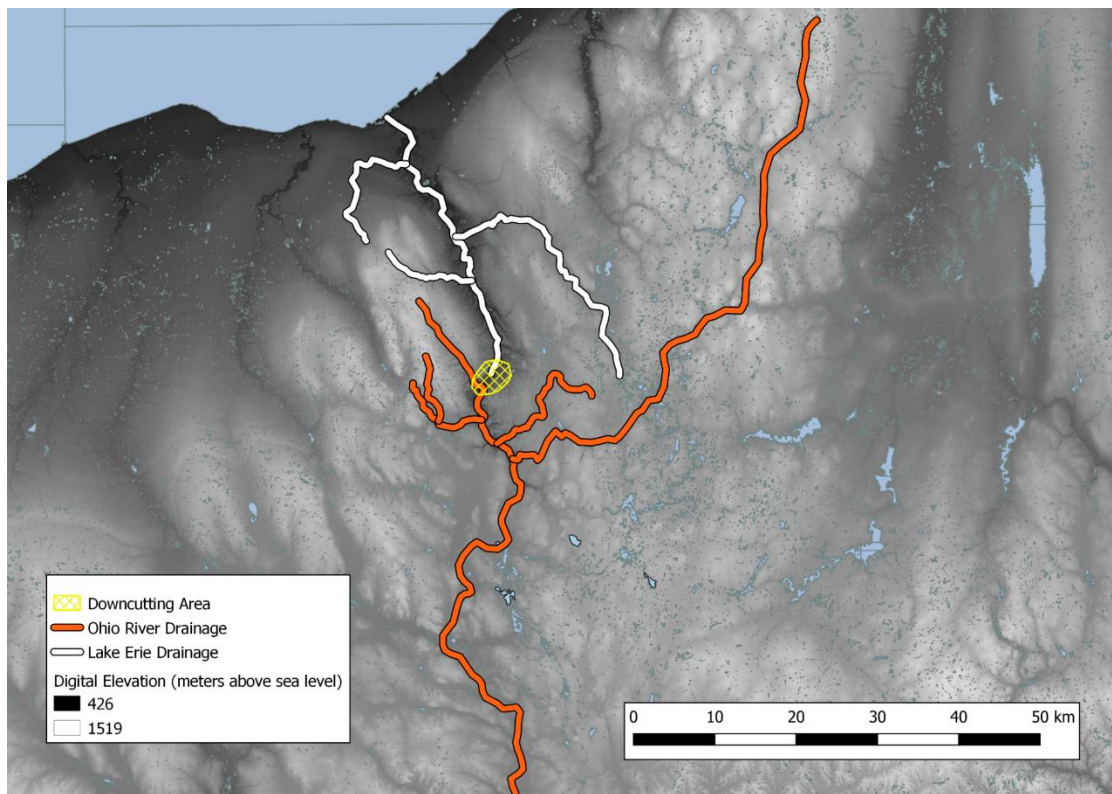 Downcutting Area
Ohio River Drainage
Lake Erie Drainage
Digital Elevation (meters above sea level)
426
1519
0 10 20 30 40 50 km